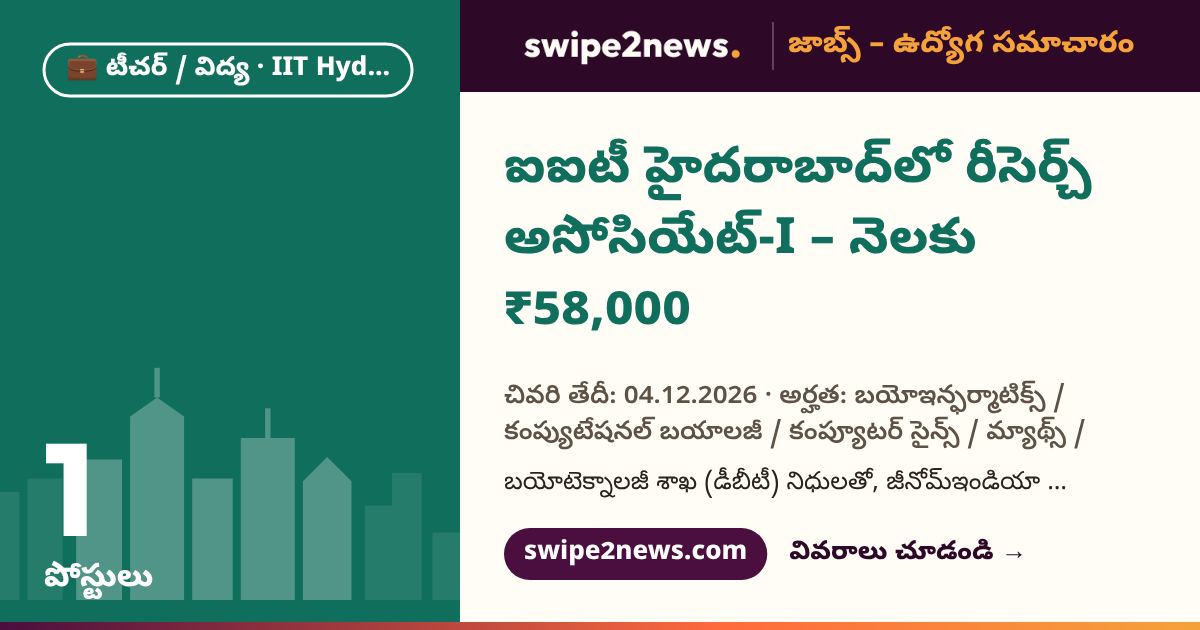 💼 టీచర్ / విద్య · IIT Hyd...
swipe2news. జాబ్స్ – ఉద్యోగ సమాచారం
ఐఐటీ హైదరాబాద్‌లో రీసెర్చ్
అసోసియేట్-I – నెలకు
₹58,000
చివరి తేదీ: 04.12.2026 · అర్హత: బయోఇన్ఫర్మాటిక్స్ /
కంప్యుటేషనల్ బయాలజీ / కంప్యూటర్ సైన్స్ / మ్యాథ్స్ /
బయోటెక్నాలజీ శాఖ (డీబీటీ) నిధులతో, జీనోమ్ఇండియా ...
1
పోస్టులు
swipe2news.com వివరాలు చూడండి →